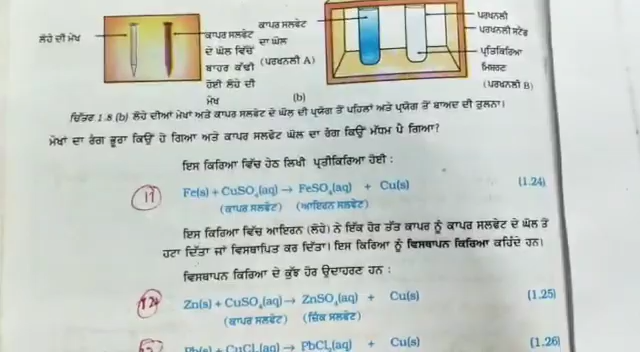 ਲੋਹੇ ਦੀ ਮੇਖ
ਕਾਪਰ ਸਲਫੇਟ
ਦੇ ਘੋਲ ਵਿੱਚੋਂ
ਬਾਹਰ ਕੱਢੀ
ਹੋਈ ਲੋਹੇ ਦੀ
ਮੇਖ
ਕਾਪਰ ਸਲਫੇਟ
ਦਾ ਘੋਲ
(ਪਰਖਨਲੀ A)
ਪਰਖਨਲੀ
ਪਰਖਨਲੀ ਸਟੈਂਡ
ਪ੍ਰਤਿਕਿਰਿਆ
ਮਿਸ਼ਰਣ
(ਪਰਖਨਲੀ B)
(b)
ਚਿੱਤਰ 1.8 (b) ਲੋਹੇ ਦੀਆਂ ਮੇਖਾਂ ਅਤੇ ਕਾਪਰ ਸਲਫੇਟ ਦੇ ਘੋਲ ਦੀ ਪ੍ਰਯੋਗ ਤੋਂ ਪਹਿਲਾਂ ਅਤੇ ਪ੍ਰਯੋਗ ਤੋਂ ਬਾਅਦ ਦੀ ਤੁਲਨਾ।
ਮੇਖਾਂ ਦਾ ਰੰਗ ਭੂਰਾ ਕਿਉਂ ਹੋ ਗਿਆ ਅਤੇ ਕਾਪਰ ਸਲਫੇਟ ਘੋਲ ਦਾ ਰੰਗ ਕਿਉਂ ਮੱਧਮ ਪੈ ਗਿਆ?
ਇਸ ਕਿਰਿਆ ਵਿੱਚ ਹੇਠ ਲਿਖੀ ਪ੍ਰਤੀਕਿਰਿਆ ਹੋਈ :
Fe(s) + CuSO₄(aq) → FeSO₄(aq) + Cu(s) (1.24)
(ਕਾਪਰ ਸਲਫੇਟ) (ਆਇਰਨ ਸਲਫੇਟ)
ਇਸ ਕਿਰਿਆ ਵਿੱਚ ਆਇਰਨ (ਲੋਹੇ) ਨੇ ਇੱਕ ਹੋਰ ਤੱਤ ਕਾਪਰ ਨੂੰ ਕਾਪਰ ਸਲਫੇਟ ਦੇ ਘੋਲ ਤੋਂ
ਹਟਾ ਦਿੱਤਾ ਜਾਂ ਵਿਸਥਾਪਿਤ ਕਰ ਦਿੱਤਾ। ਇਸ ਕਿਰਿਆ ਨੂੰ ਵਿਸਥਾਪਨ ਕਿਰਿਆ ਕਹਿੰਦੇ ਹਨ।
ਵਿਸਥਾਪਨ ਕਿਰਿਆ ਦੇ ਕੁੱਝ ਹੋਰ ਉਦਾਹਰਣ ਹਨ :
Zn(s) + CuSO₄(aq) → ZnSO₄(aq) + Cu(s) (1.25)
(ਕਾਪਰ ਸਲਫੇਟ) (ਜ਼ਿੰਕ ਸਲਫੇਟ)
Pb(s) + CuCl₂(aq) → PbCl₂(aq) + Cu(s) (1.26)